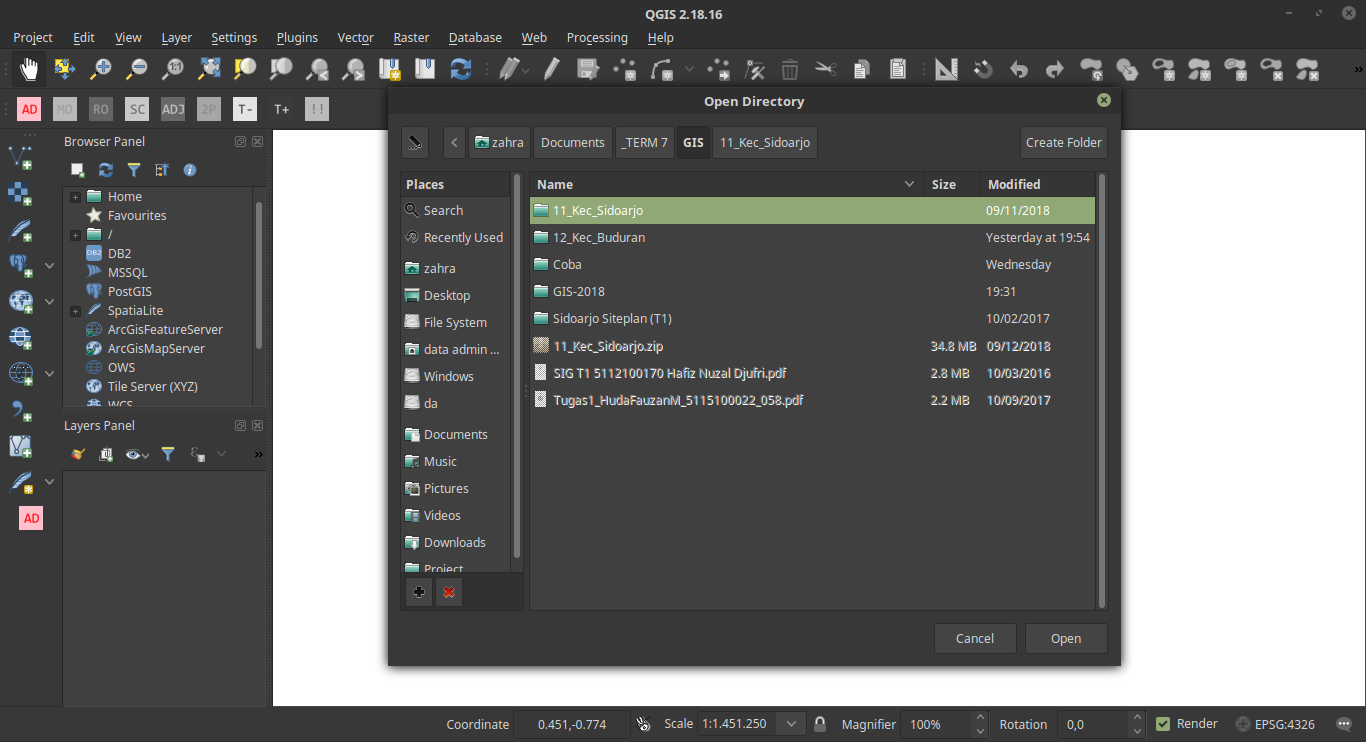 QGIS 2.18.16
Project Edit View Layer Settings Plugins Vector Raster Database Web Processing Help
1:1
»
AD MO RO SC ADJ 2P T- T+ !!
Browser Panel
Home
Favourites
/
DB2 DB2
MSSQL
PostGIS
SpatiaLite
ArcGisFeatureServer
ArcGisMapServer
OWS
Tile Server (XYZ)
WCS
Layers Panel
»
AD
Open Directory
zahra Documents _TERM 7 GIS 11_Kec_Sidoarjo Create Folder
Places
Search
Recently Used
zahra
Desktop
File System
data admin ...
Windows
da
Documents
Music
Pictures
Videos
Downloads
Project
Name Size Modified
11_Kec_Sidoarjo 09/11/2018
12_Kec_Buduran Yesterday at 19:54
Coba Wednesday
GIS-2018 19:31
Sidoarjo Siteplan (T1) 10/02/2017
11_Kec_Sidoarjo.zip 34.8 MB 09/12/2018
SIG T1 5112100170 Hafiz Nuzal Djufri.pdf 2.8 MB 10/03/2016
Tugas1_HudaFauzanM_5115100022_058.pdf 2.2 MB 10/09/2017
Cancel Open
Coordinate 0.451,-0.774 Scale 1:1.451.250 Magnifier 100% Rotation 0,0 Render EPSG:4326